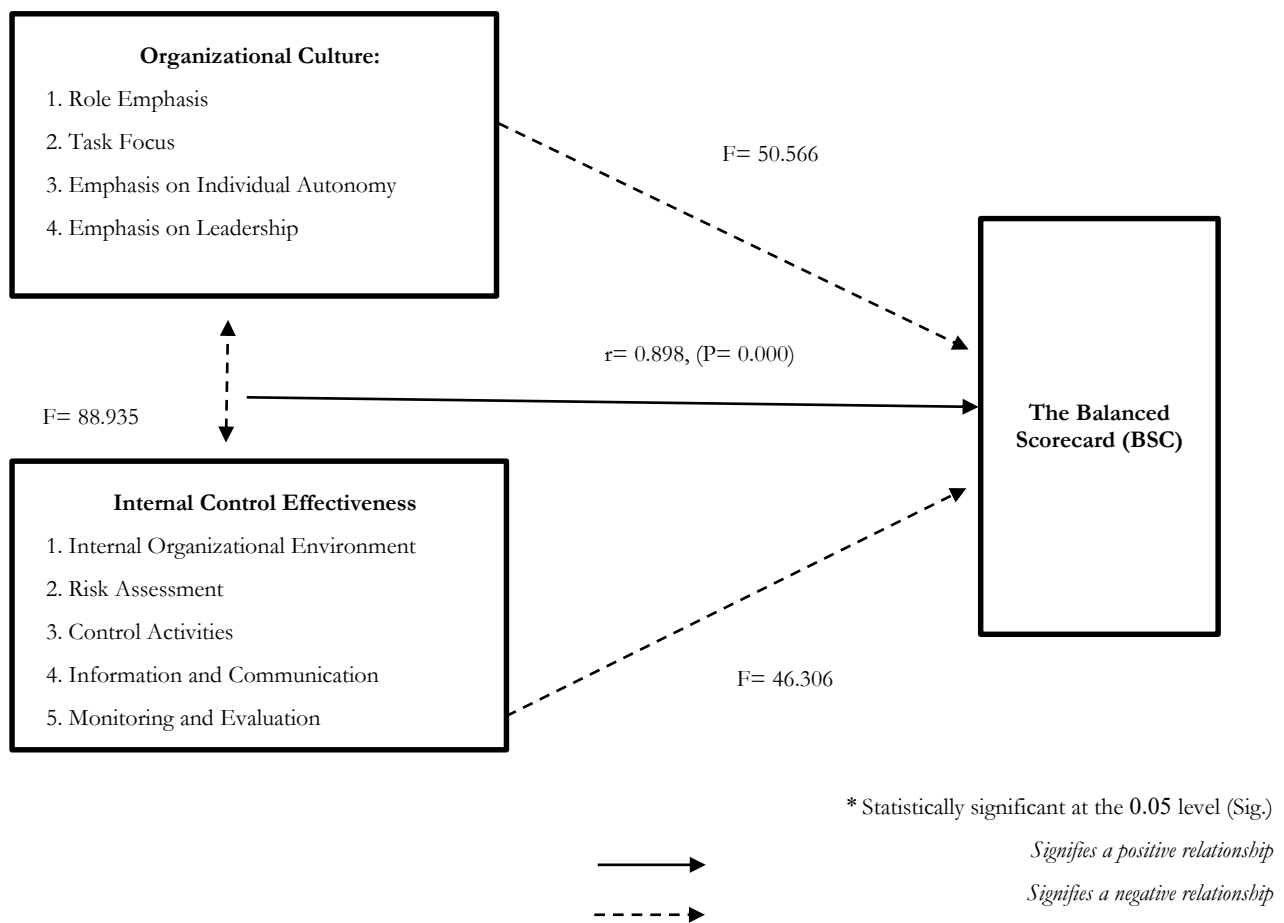 Organizational Culture:
1. Role Emphasis
2. Task Focus
3. Emphasis on Individual Autonomy
4. Emphasis on Leadership
F= 50.566
r= 0.898, (P= 0.000)
F= 88.935
The Balanced
Scorecard (BSC)
Internal Control Effectiveness
1. Internal Organizational Environment
2. Risk Assessment
3. Control Activities
4. Information and Communication
5. Monitoring and Evaluation
F= 46.306
* Statistically significant at the 0.05 level (Sig.)
Signifies a positive relationship
Signifies a negative relationship